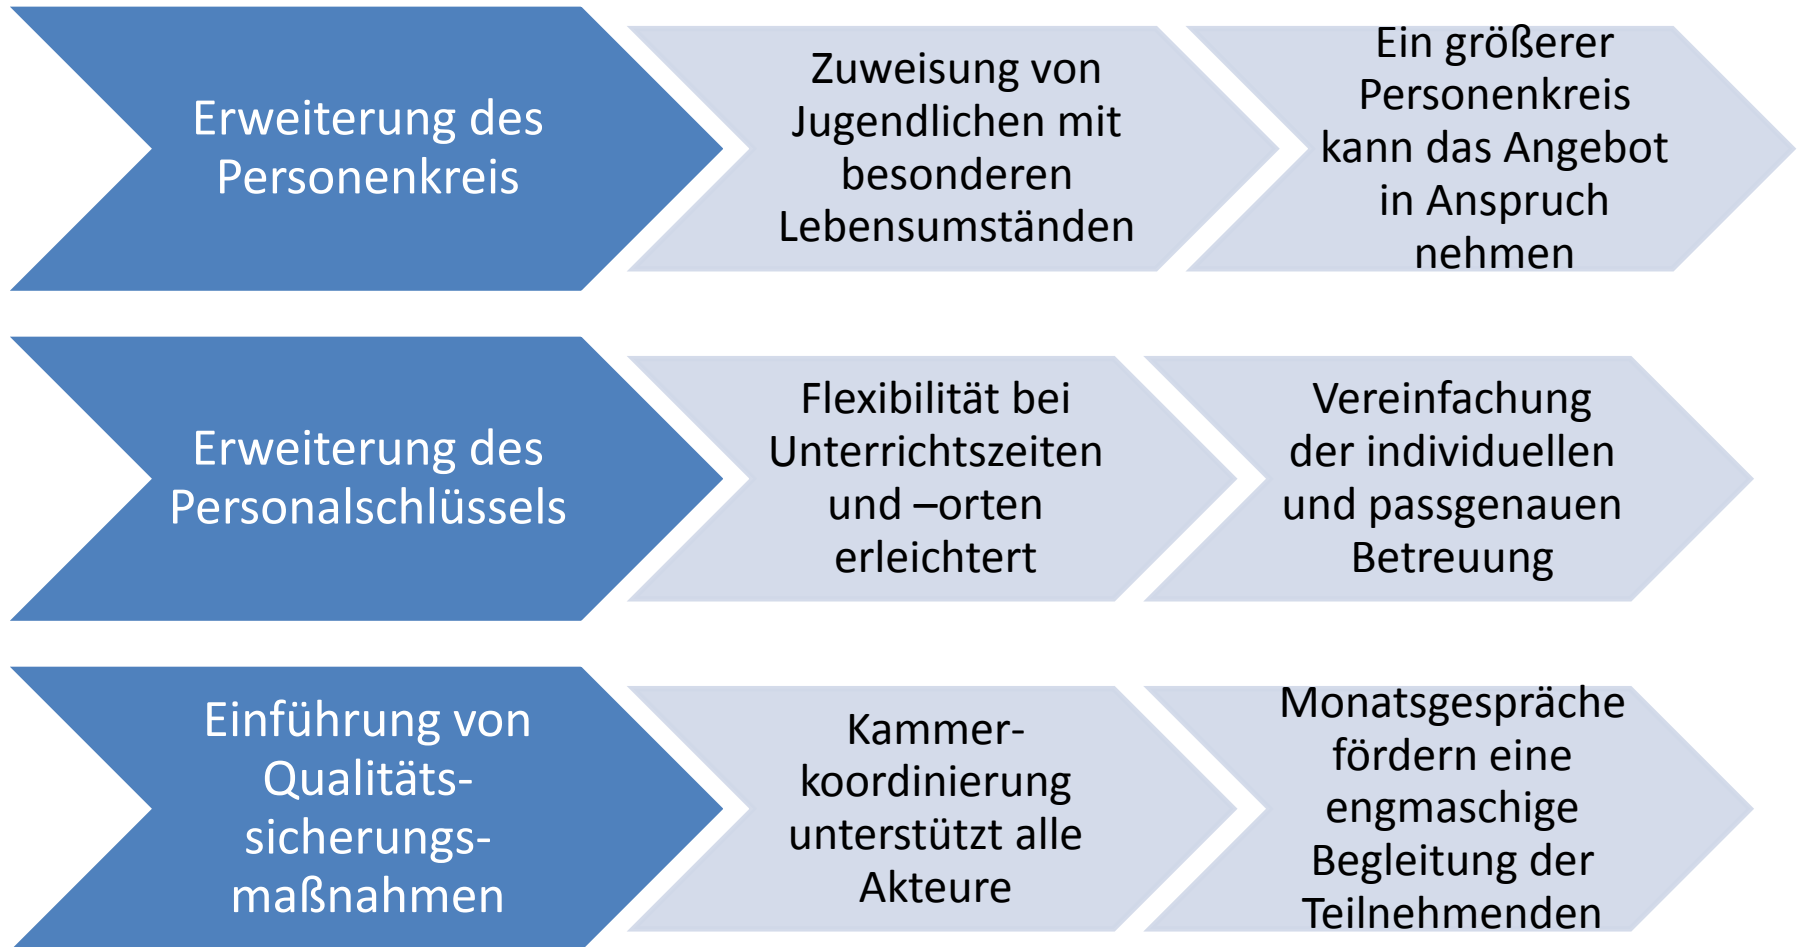 Erweiterung des
Personenkreis
Zuweisung von
Jugendlichen mit
besonderen
Lebensumständen
Ein größerer
Personenkreis
kann das Angebot
in Anspruch
nehmen
Erweiterung des
Personalschlüssels
Flexibilität bei
Unterrichtszeiten
und –orten
erleichtert
Vereinfachung
der individuellen
und passgenauen
Betreuung
Einführung von
Qualitäts-
sicherungs-
maßnahmen
Kammer-
koordinierung
unterstützt alle
Akteure
Monatsgespräche
fördern eine
engmaschige
Begleitung der
Teilnehmenden